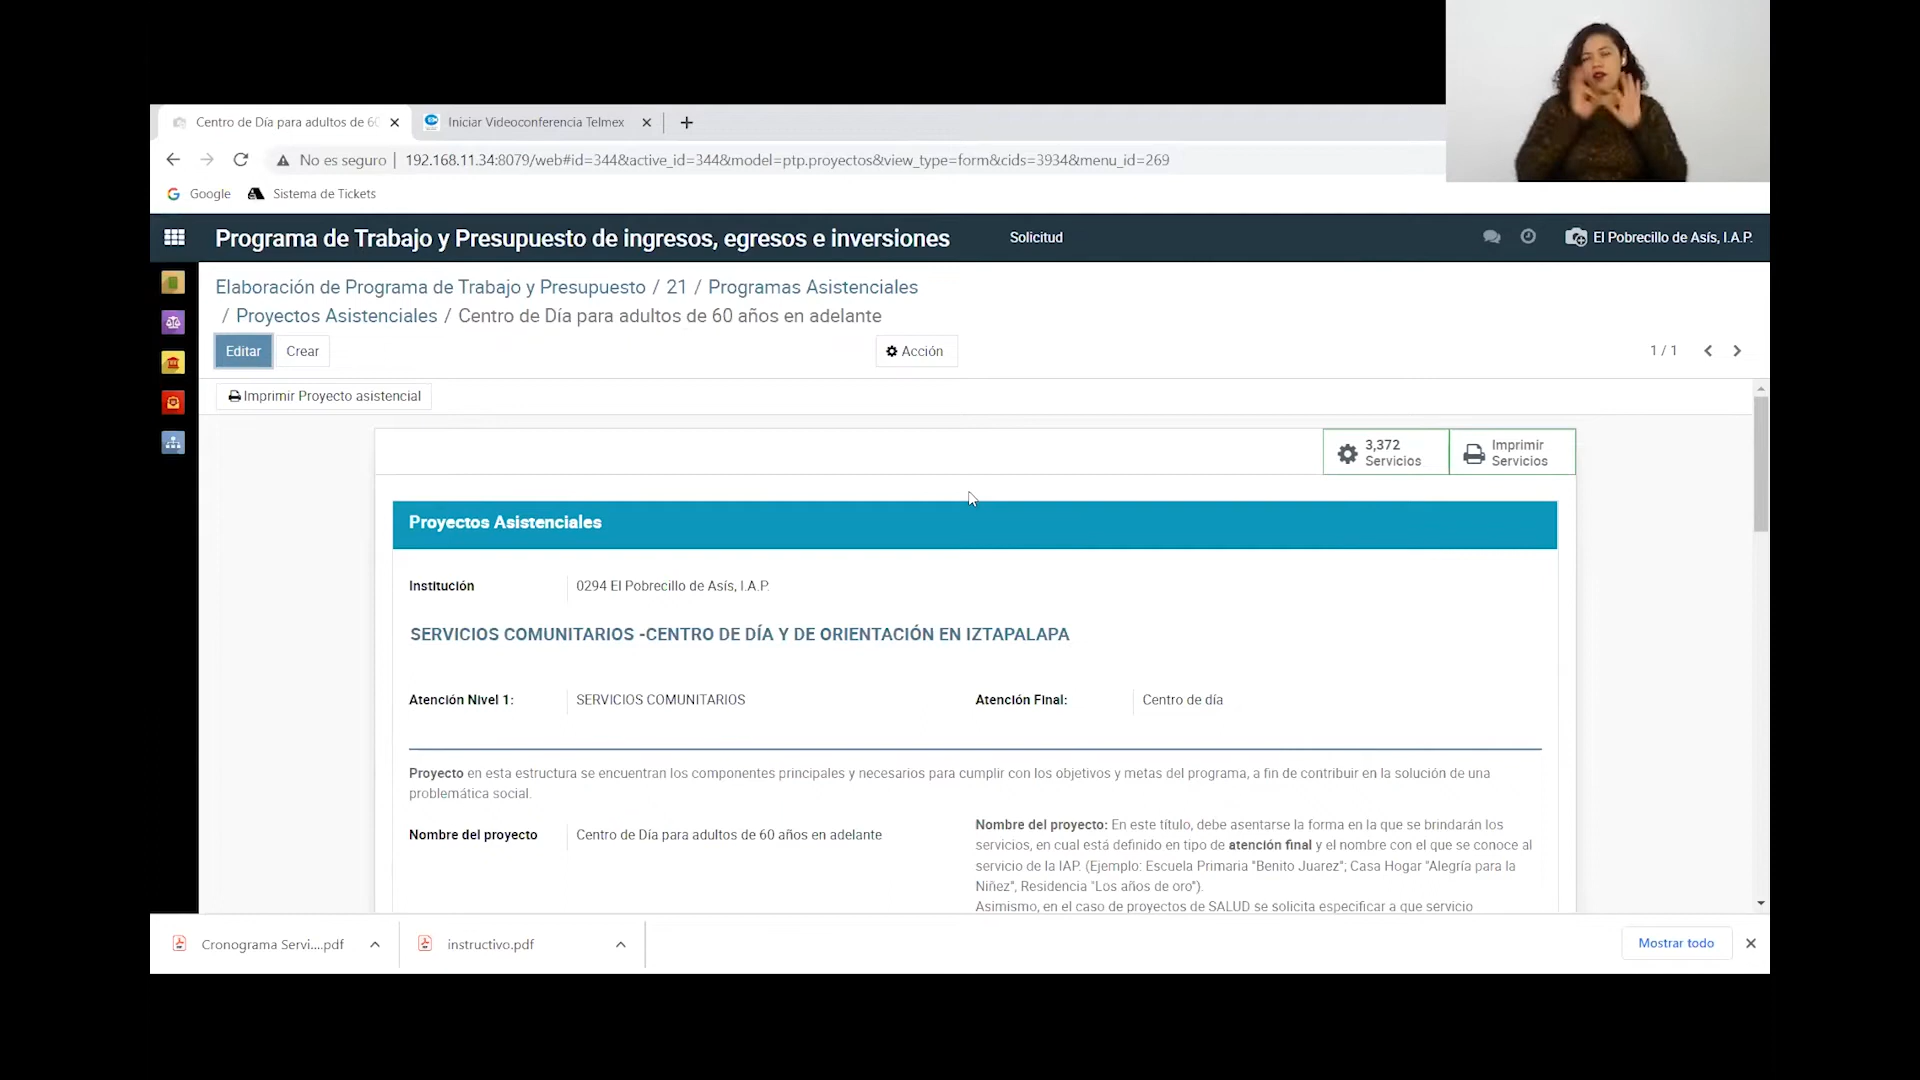 Centro de Día para adultos de 60
Iniciar Videoconferencia Telmex
No es seguro
192.168.11.34:8079/web#id=344&active_id=344&model=ptp.proyectos&view_type=form&cids=3934&menu_id=269
Google
Sistema de Tickets
Programa de Trabajo y Presupuesto de ingresos, egresos e inversiones
Solicitud
El Pobrecillo de Asís, I.A.P.
Elaboración de Programa de Trabajo y Presupuesto / 21 / Programas Asistenciales
/ Proyectos Asistenciales / Centro de Día para adultos de 60 años en adelante
Editar
Crear
Acción
1 / 1
Imprimir Proyecto asistencial
3,372
Servicios
Imprimir
Servicios
Proyectos Asistenciales
Institución
0294 El Pobrecillo de Asís, I.A.P.
SERVICIOS COMUNITARIOS -CENTRO DE DÍA Y DE ORIENTACIÓN EN IZTAPALAPA
Atención Nivel 1:
SERVICIOS COMUNITARIOS
Atención Final:
Centro de día
Proyecto en esta estructura se encuentran los componentes principales y necesarios para cumplir con los objetivos y metas del programa, a fin de contribuir en la solución de una
problemática social.
Nombre del proyecto
Centro de Día para adultos de 60 años en adelante
Nombre del proyecto: En este título, debe asentarse la forma en la que se brindarán los
servicios, en cual está definido en tipo de atención final y el nombre con el que se conoce al
servicio de la IAP. (Ejemplo: Escuela Primaria "Benito Juarez"; Casa Hogar "Alegría para la
Niñez", Residencia "Los años de oro").
Asimismo, en el caso de proyectos de SALUD se solicita especificar a que servicio
Cronograma Servi....pdf
instructivo.pdf
Mostrar todo